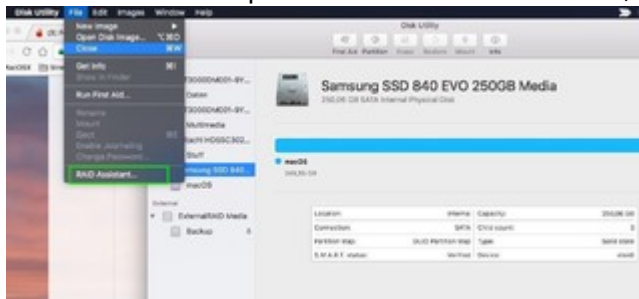 Disk Utility File Edit Images Window Help
New Image
Open Disk Image...
Close ⌘W
Get Info ⌘I
Show in Finder
Run First Aid...
Rename
Mount
Eject ⌘E
Enable Journaling
Change Password...
RAID Assistant...
Disk Utility
First Aid Partition Erase Restore Mount Info
Daten
Multimedia
Stuff
macOS
External
ExternalRAID Media
Backup
Samsung SSD 840 EVO 250GB Media
250,06 GB SATA Internal Physical Disk
macOS
Location: Internal Capacity: 250,06 GB
Connection: SATA Child count:
Partition Map: GUID Partition Map Type: Solid state
S.M.A.R.T. status: Verified Device: